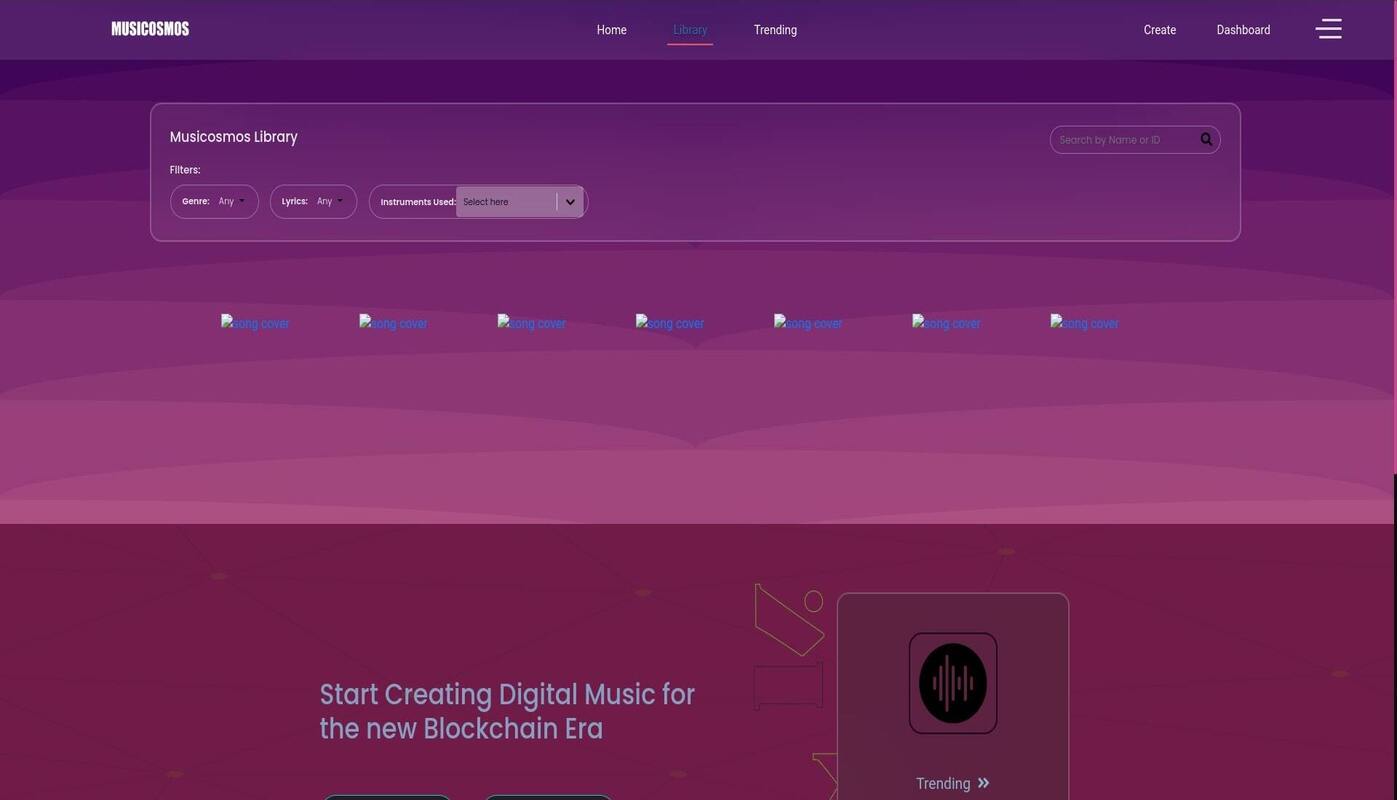 MUSICOSMOS
Home Library Trending
Create Dashboard
Musicosmos Library
Search by Name or ID
Filters:
Genre: Any
Lyrics: Any
Instruments Used: Select here
song cover song cover song cover song cover song cover song cover song cover
Start Creating Digital Music for
the new Blockchain Era
Trending »